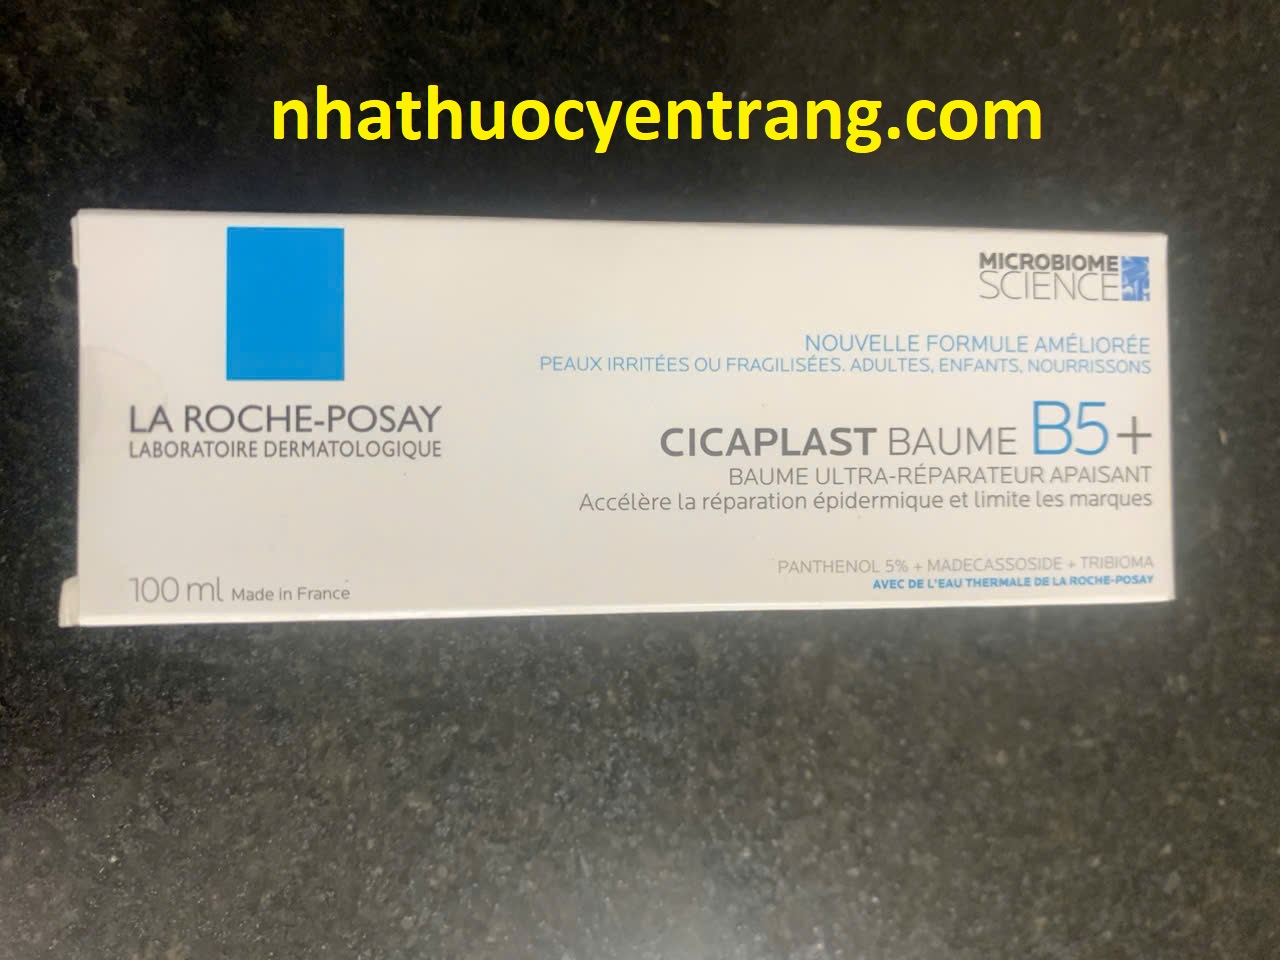 nhathuocyentrang.com
MICROBIOME
SCIENCE
NOUVELLE FORMULE AMÉLIORÉE
PEAUX IRRITÉES OU FRAGILISÉES. ADULTES, ENFANTS, NOURRISSONS
LA ROCHE-POSAY
LABORATOIRE DERMATOLOGIQUE
CICAPLAST BAUME B5+
BAUME ULTRA-RÉPARATEUR APAISANT
Accélère la réparation épidermique et limite les marques
PANTHENOL 5% + MADECASSOSIDE + TRIBIOMA
AVEC DE L'EAU THERMALE DE LA ROCHE-POSAY
100 ml Made in France